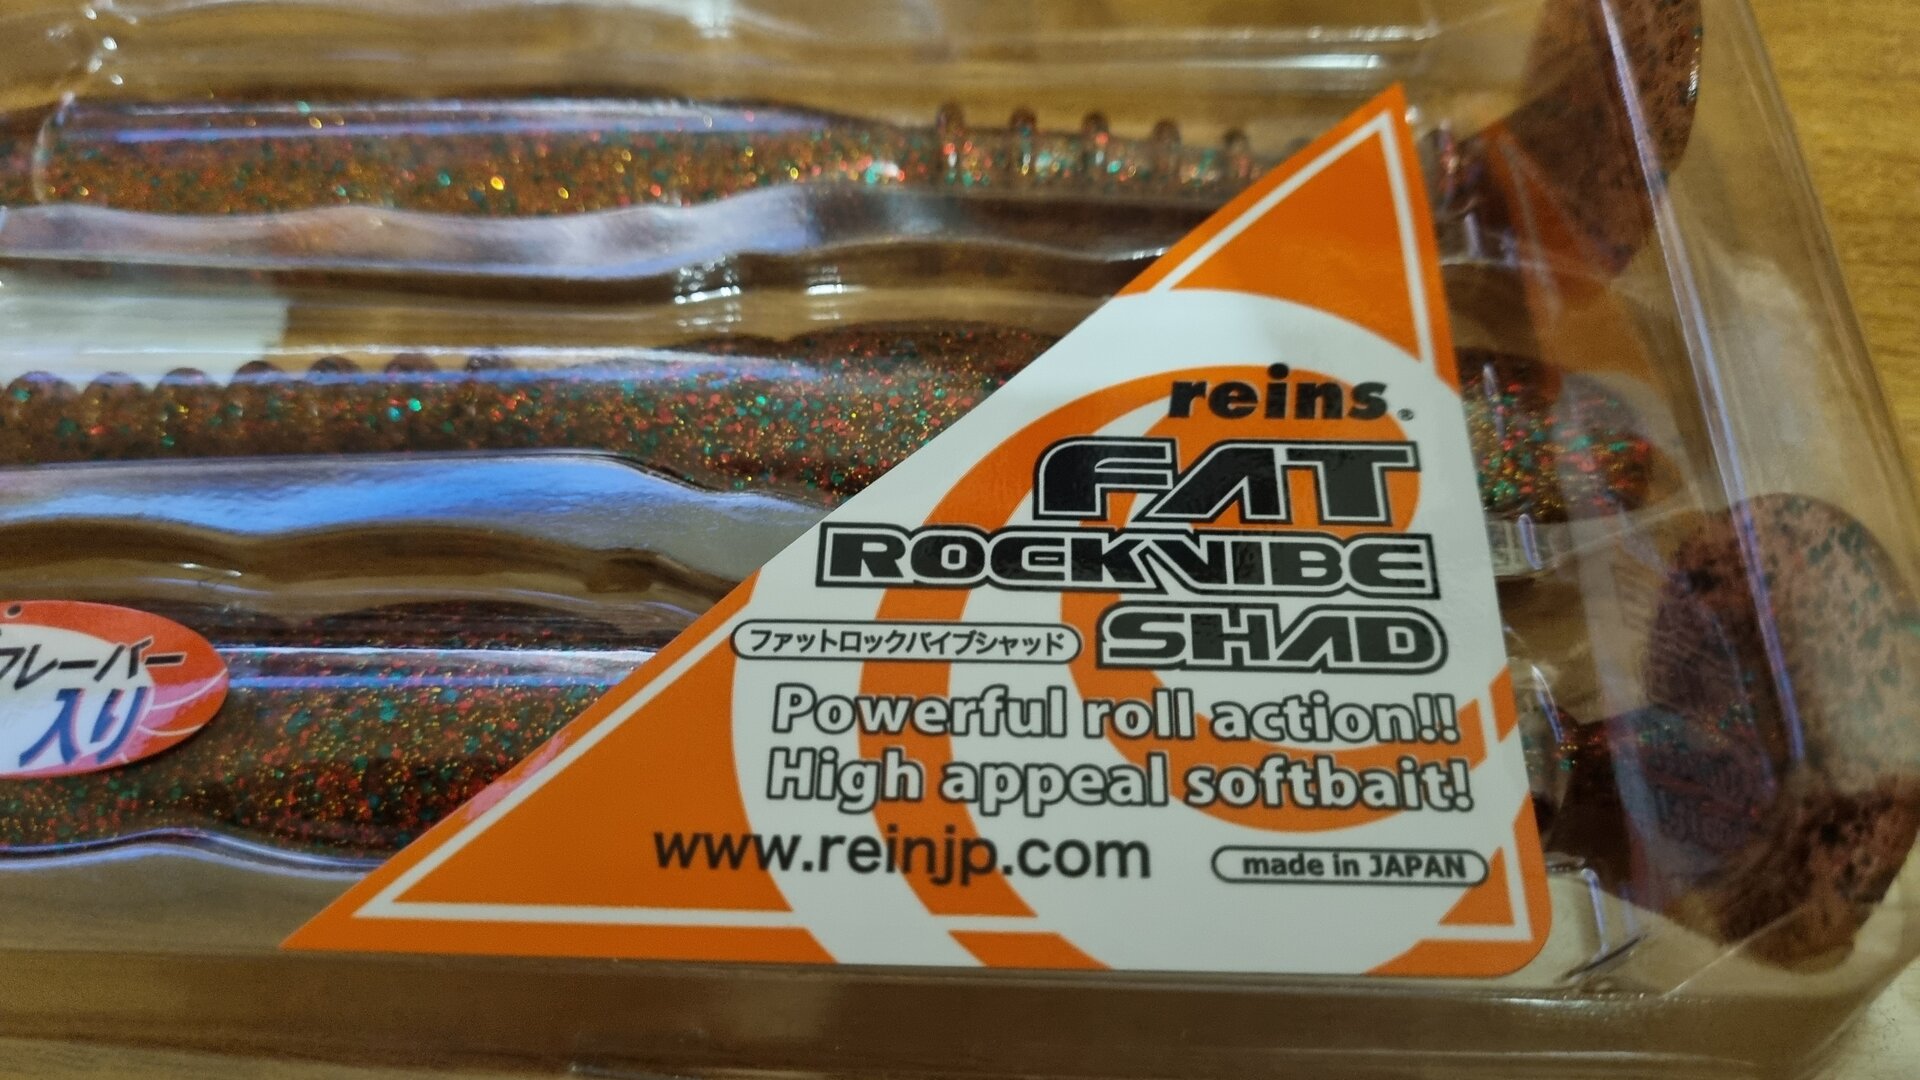 reins®
FAT
ROCKVIBE
SHAD
ファットロックバイブシャッド
Powerful roll action!!
High appeal softbait!
www.reinjp.com
made in JAPAN
フレーバー
入り